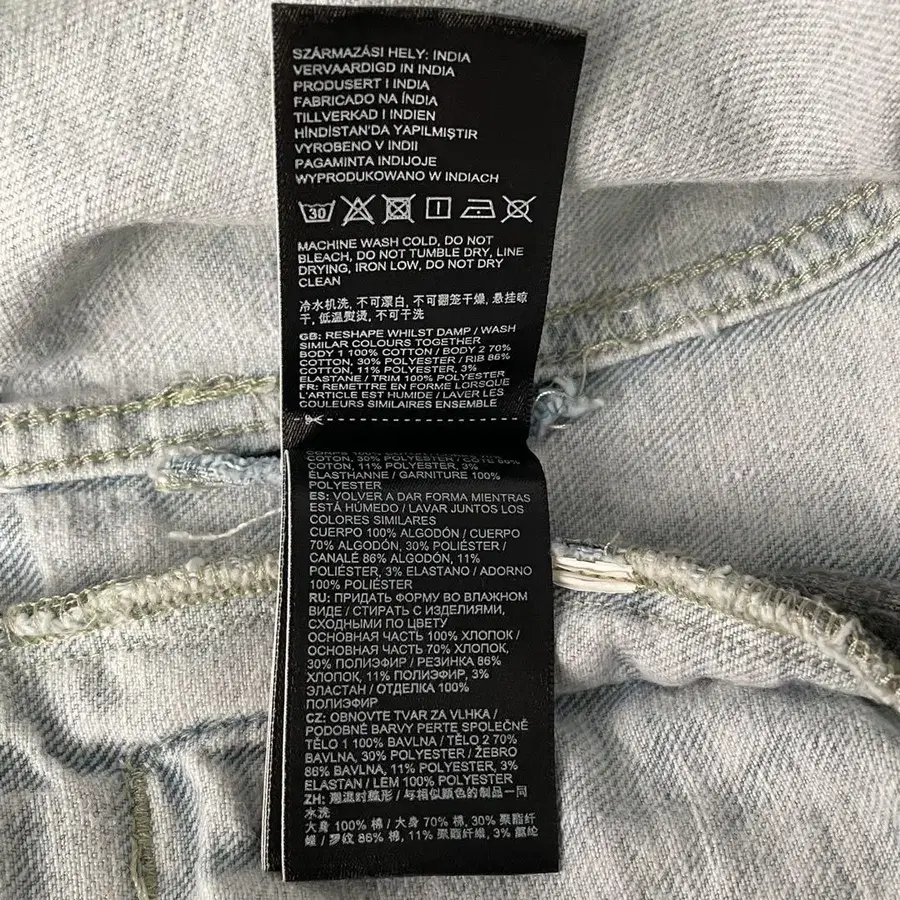 SZÁRMAZÁSI HELY: INDIA
VERVAARDIGD IN INDIA
PRODUSERT I INDIA
FABRICADO NA ÍNDIA
TILLVERKAD I INDIEN
HİNDİSTAN'DA YAPILMIŞTIR
VYROBENO V INDII
PAGAMINTA INDIJOJE
WYPRODUKOWANO W INDIACH
30
MACHINE WASH COLD, DO NOT
BLEACH, DO NOT TUMBLE DRY, LINE
DRYING, IRON LOW, DO NOT DRY
CLEAN
冷水机洗, 不可漂白, 不可翻笼干燥, 悬挂晾
干, 低温熨烫, 不可干洗
GB: RESHAPE WHILST DAMP / WASH
SIMILAR COLOURS TOGETHER
BODY 1 100% COTTON / BODY 2 70%
COTTON, 30% POLYESTER / RIB 86%
COTTON, 11% POLYESTER, 3%
ELASTANE / TRIM 100% POLYESTER
FR: REMETTRE EN FORME LORSQUE
L'ARTICLE EST HUMIDE / LAVER LES
COULEURS SIMILAIRES ENSEMBLE
COTON, 11% POLYESTER, 3%
ÉLASTHANNE / GARNITURE 100%
POLYESTER
ES: VOLVER A DAR FORMA MIENTRAS
ESTÁ HÚMEDO / LAVAR JUNTOS LOS
COLORES SIMILARES
CUERPO 100% ALGODÓN / CUERPO
70% ALGODÓN, 30% POLIÉSTER /
CANALÉ 86% ALGODÓN, 11%
POLIÉSTER, 3% ELASTANO / ADORNO
100% POLIÉSTER
RU: ПРИДАТЬ ФОРМУ ВО ВЛАЖНОМ
ВИДЕ / СТИРАТЬ С ИЗДЕЛИЯМИ,
СХОДНЫМИ ПО ЦВЕТУ
ОСНОВНАЯ ЧАСТЬ 100% ХЛОПОК /
ОСНОВНАЯ ЧАСТЬ 70% ХЛОПОК,
30% ПОЛИЭФИР / РЕЗИНКА 86%
ХЛОПОК, 11% ПОЛИЭФИР, 3%
ЭЛАСТАН / ОТДЕЛКА 100%
ПОЛИЭФИР
CZ: OBNOVTE TVAR ZA VLHKA /
PODOBNÉ BARVY PERTE SPOLEČNĚ
TĚLO 1 100% BAVLNA / TĚLO 2 70%
BAVLNA, 30% POLYESTER / ŽEBRO
86% BAVLNA, 11% POLYESTER, 3%
ELASTAN / LEM 100% POLYESTER
ZH: 潮湿时整形 / 与相似颜色的制品一同
水洗
大身 100% 棉 / 大身 70% 棉, 30% 聚酯纤
维 / 罗纹 86% 棉, 11% 聚酯纤维, 3% 氨纶